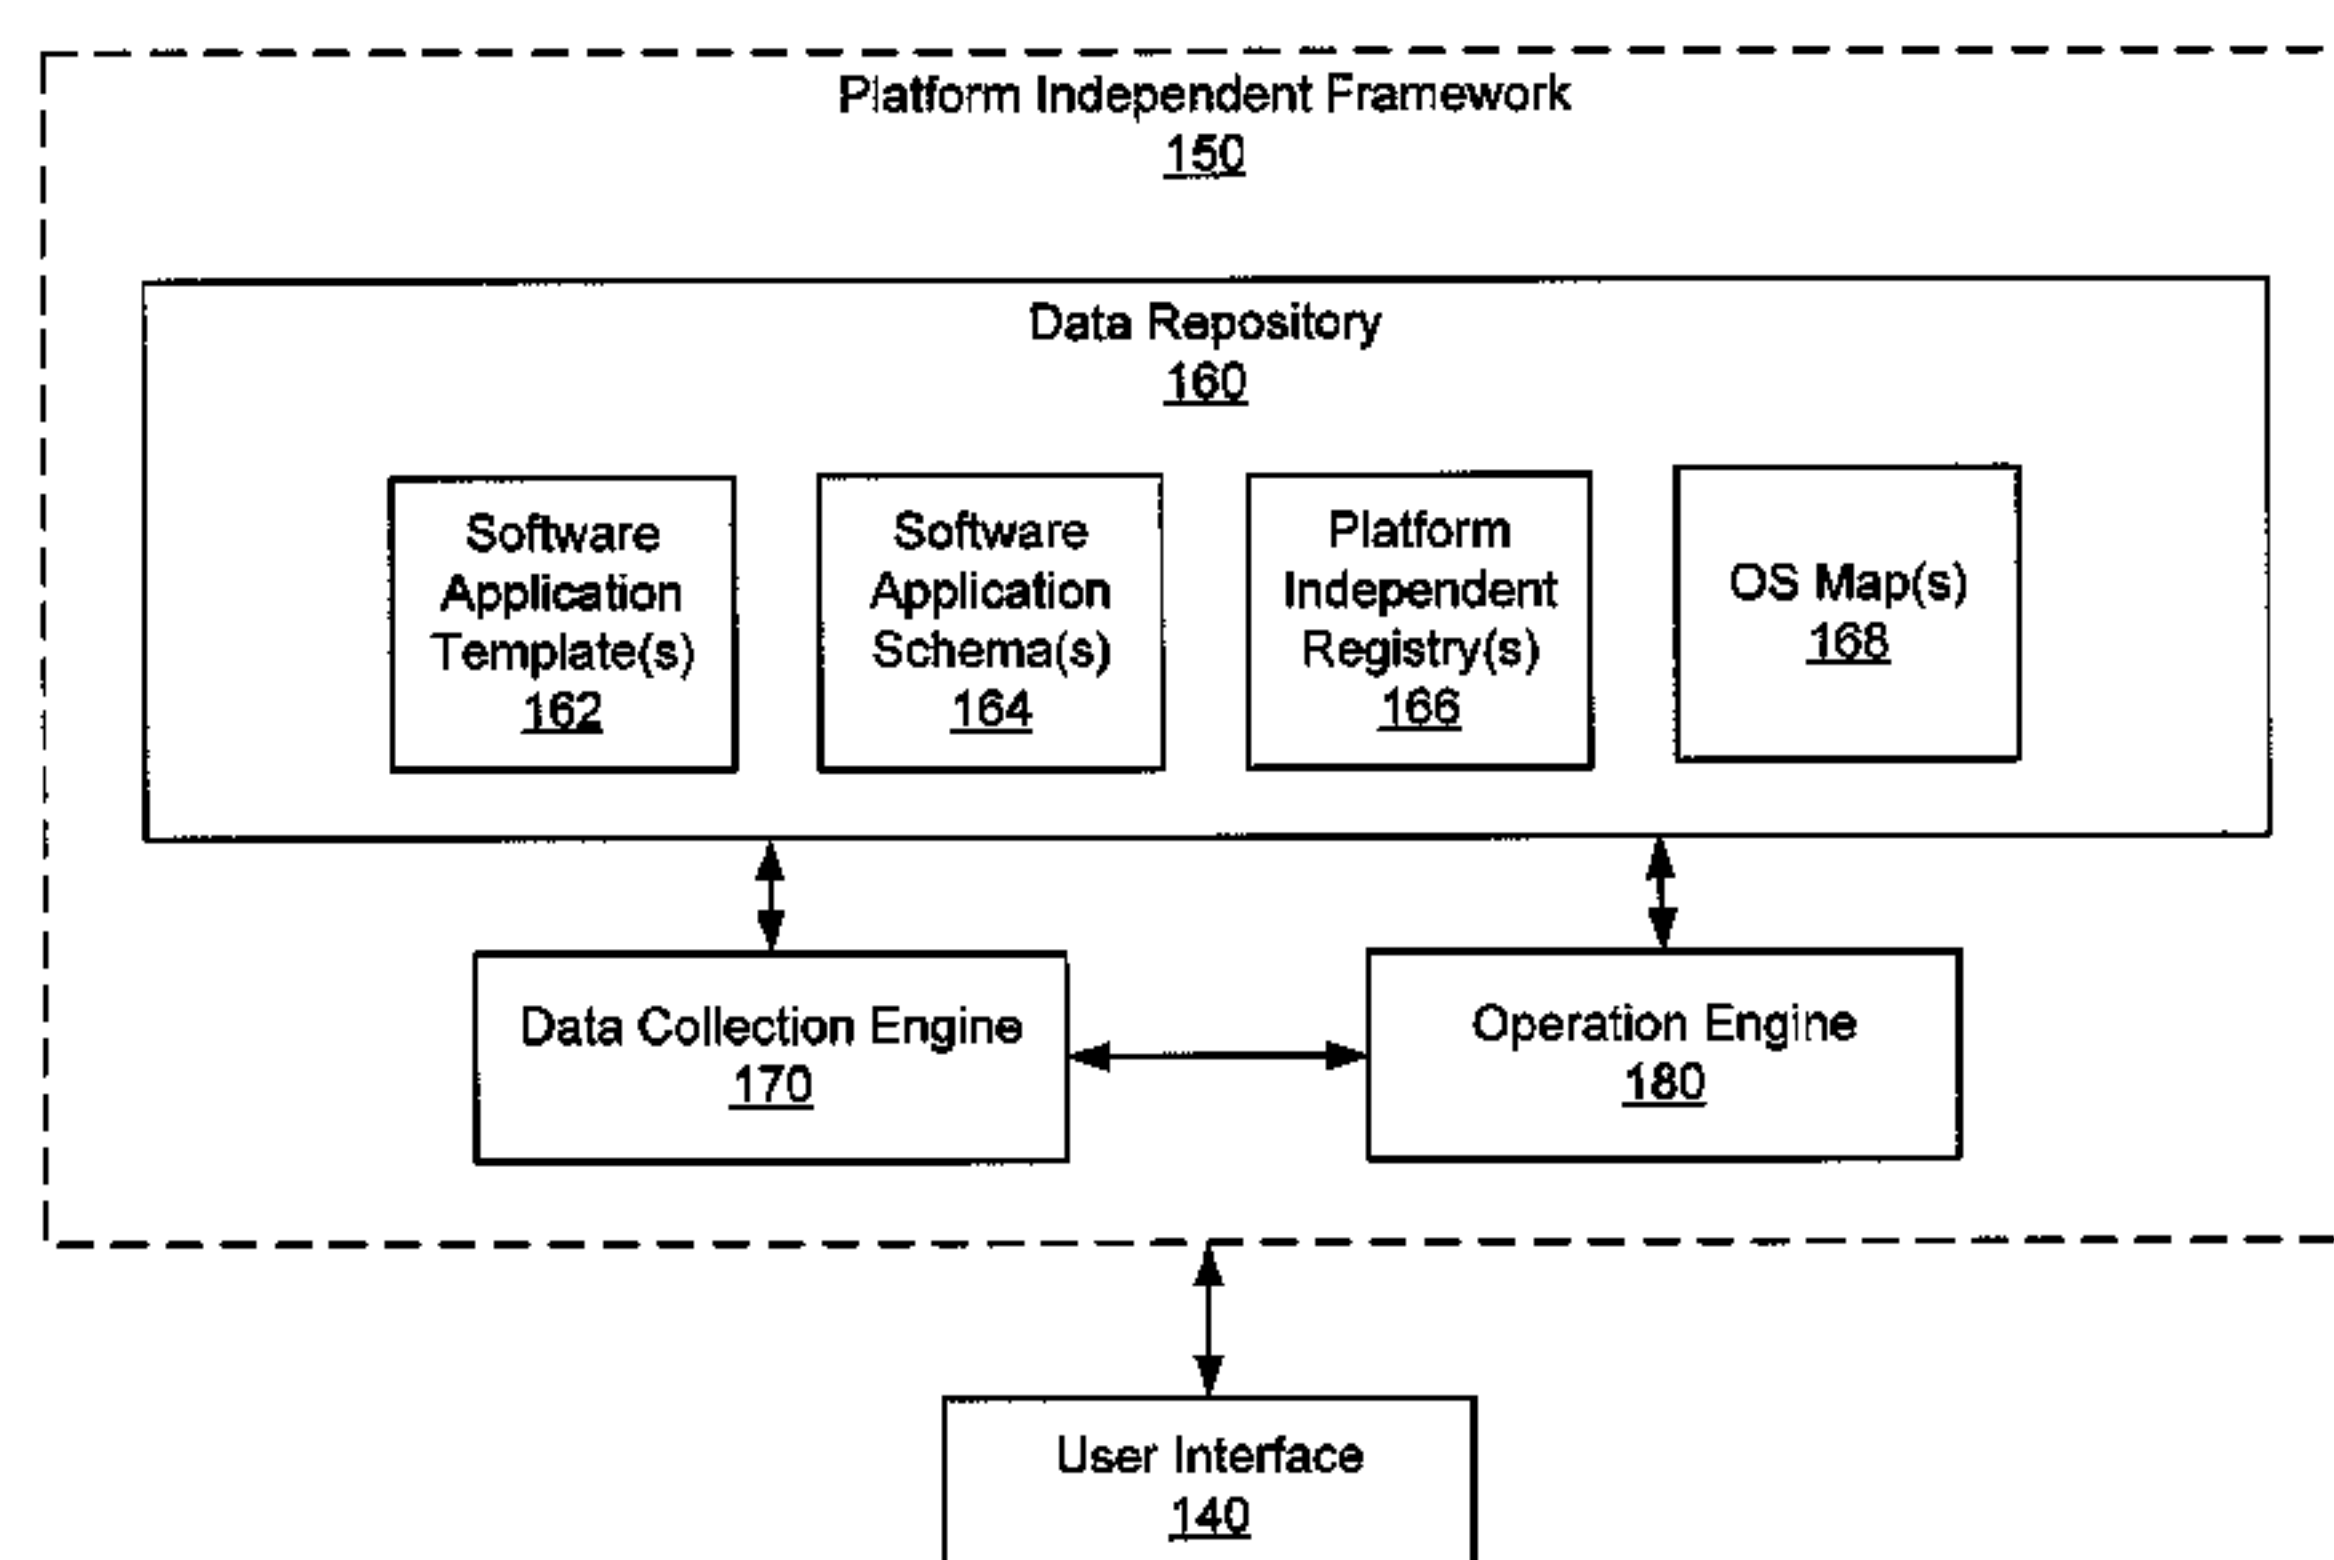 Platform Independent Framework
150
Data Repository
160
Software
Application
Template(s)
162
Software
Application
Schema(s)
164
Platform
Independent
Registry(s)
166
OS Map(s)
168
Data Collection Engine
170
Operation Engine
180
User Interface
140